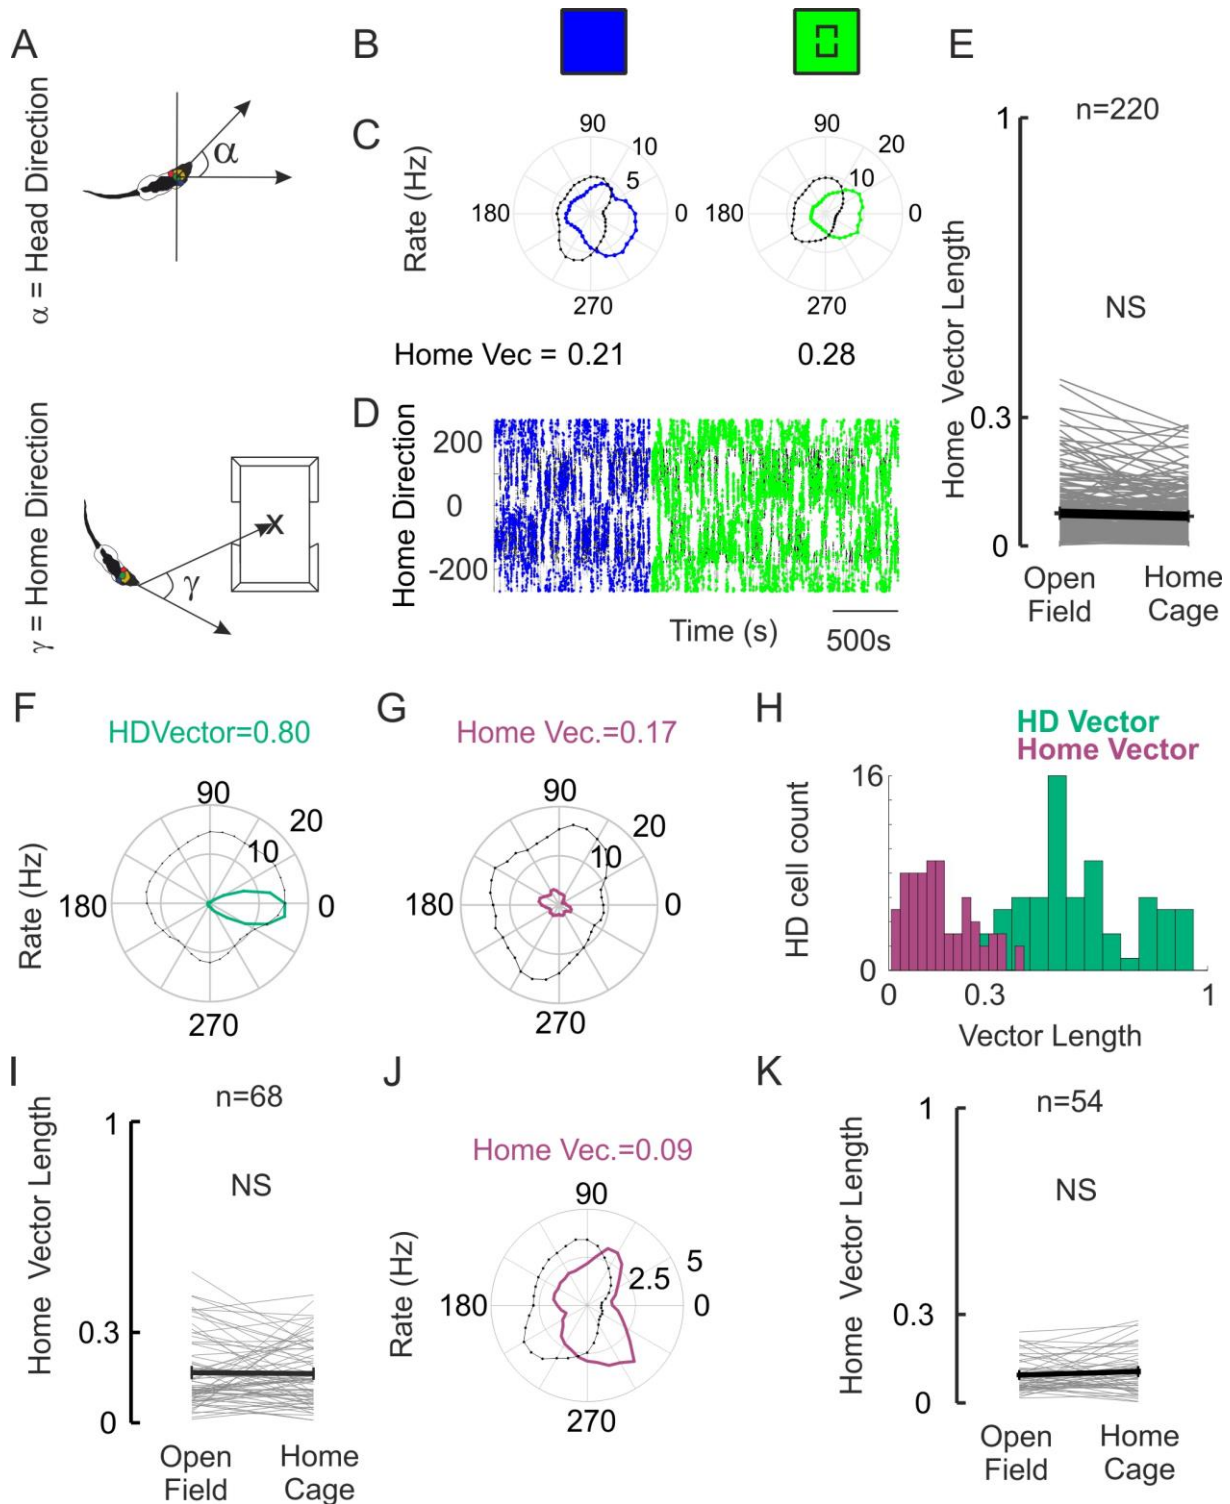 A
α = Head Direction
α
γ = Home Direction
X
γ
B
C
Rate (Hz)
90
10
5
180
0
270
90
20
10
180
0
270
Home Vec = 0.21
0.28
D
Home Direction
200
0
-200
Time (s)
500s
E
n=220
Home Vector Length
1
NS
0.3
0
Open
Field
Home
Cage
F
HDVector=0.80
Rate (Hz)
90
20
10
180
0
270
G
Home Vec.=0.17
90
20
10
180
0
270
H
HD Vector
Home Vector
HD cell count
16
0
0
0.3
1
Vector Length
I
n=68
Home Vector Length
1
NS
0.3
0
Open
Field
Home
Cage
J
Home Vec.=0.09
Rate (Hz)
90
5
2.5
180
0
270
K
n=54
Home Vector Length
1
NS
0.3
0
Open
Field
Home
Cage